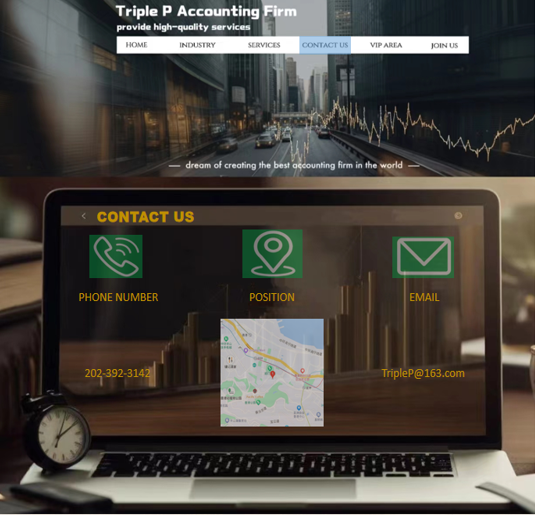 Triple P Accounting Firm
provide high-quality services
HOME INDUSTRY SERVICES CONTACT US VIP AREA JOIN US
— dream of creating the best accounting firm in the world —
CONTACT US
PHONE NUMBER POSITION EMAIL
202-392-3142 TripleP@163.com